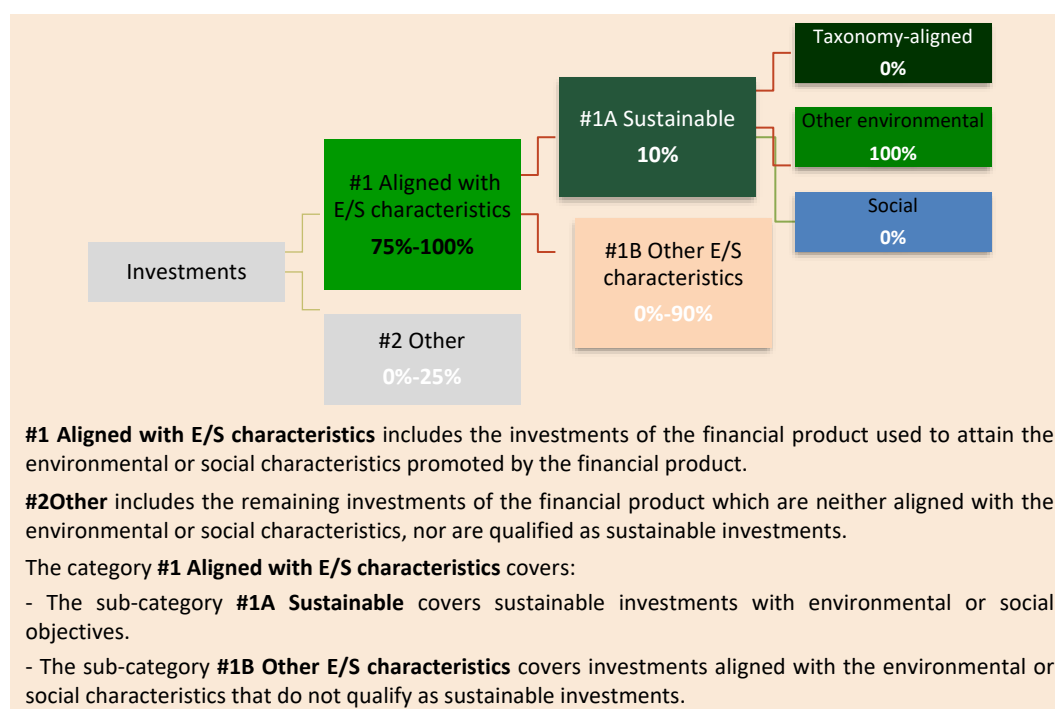 Taxonomy-aligned
0%
#1A Sustainable
10%
Other environmental
100%
#1 Aligned with
E/S characteristics
75%-100%
Social
0%
Investments
#1B Other E/S
characteristics
0%-90%
#2 Other
0%-25%
#1 Aligned with E/S characteristics includes the investments of the financial product used to attain the
environmental or social characteristics promoted by the financial product.
#2Other includes the remaining investments of the financial product which are neither aligned with the
environmental or social characteristics, nor are qualified as sustainable investments.
The category #1 Aligned with E/S characteristics covers:
- The sub-category #1A Sustainable covers sustainable investments with environmental or social
objectives.
- The sub-category #1B Other E/S characteristics covers investments aligned with the environmental or
social characteristics that do not qualify as sustainable investments.